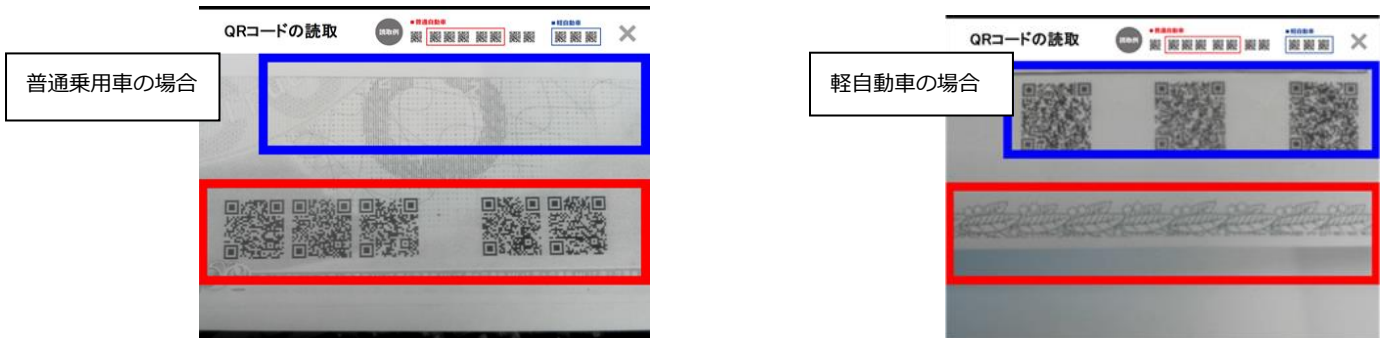 QRコードの読取
読取例
■普通自動車
■軽自動車
×
普通乗用車の場合
QRコードの読取
読取例
■普通自動車
■軽自動車
×
軽自動車の場合